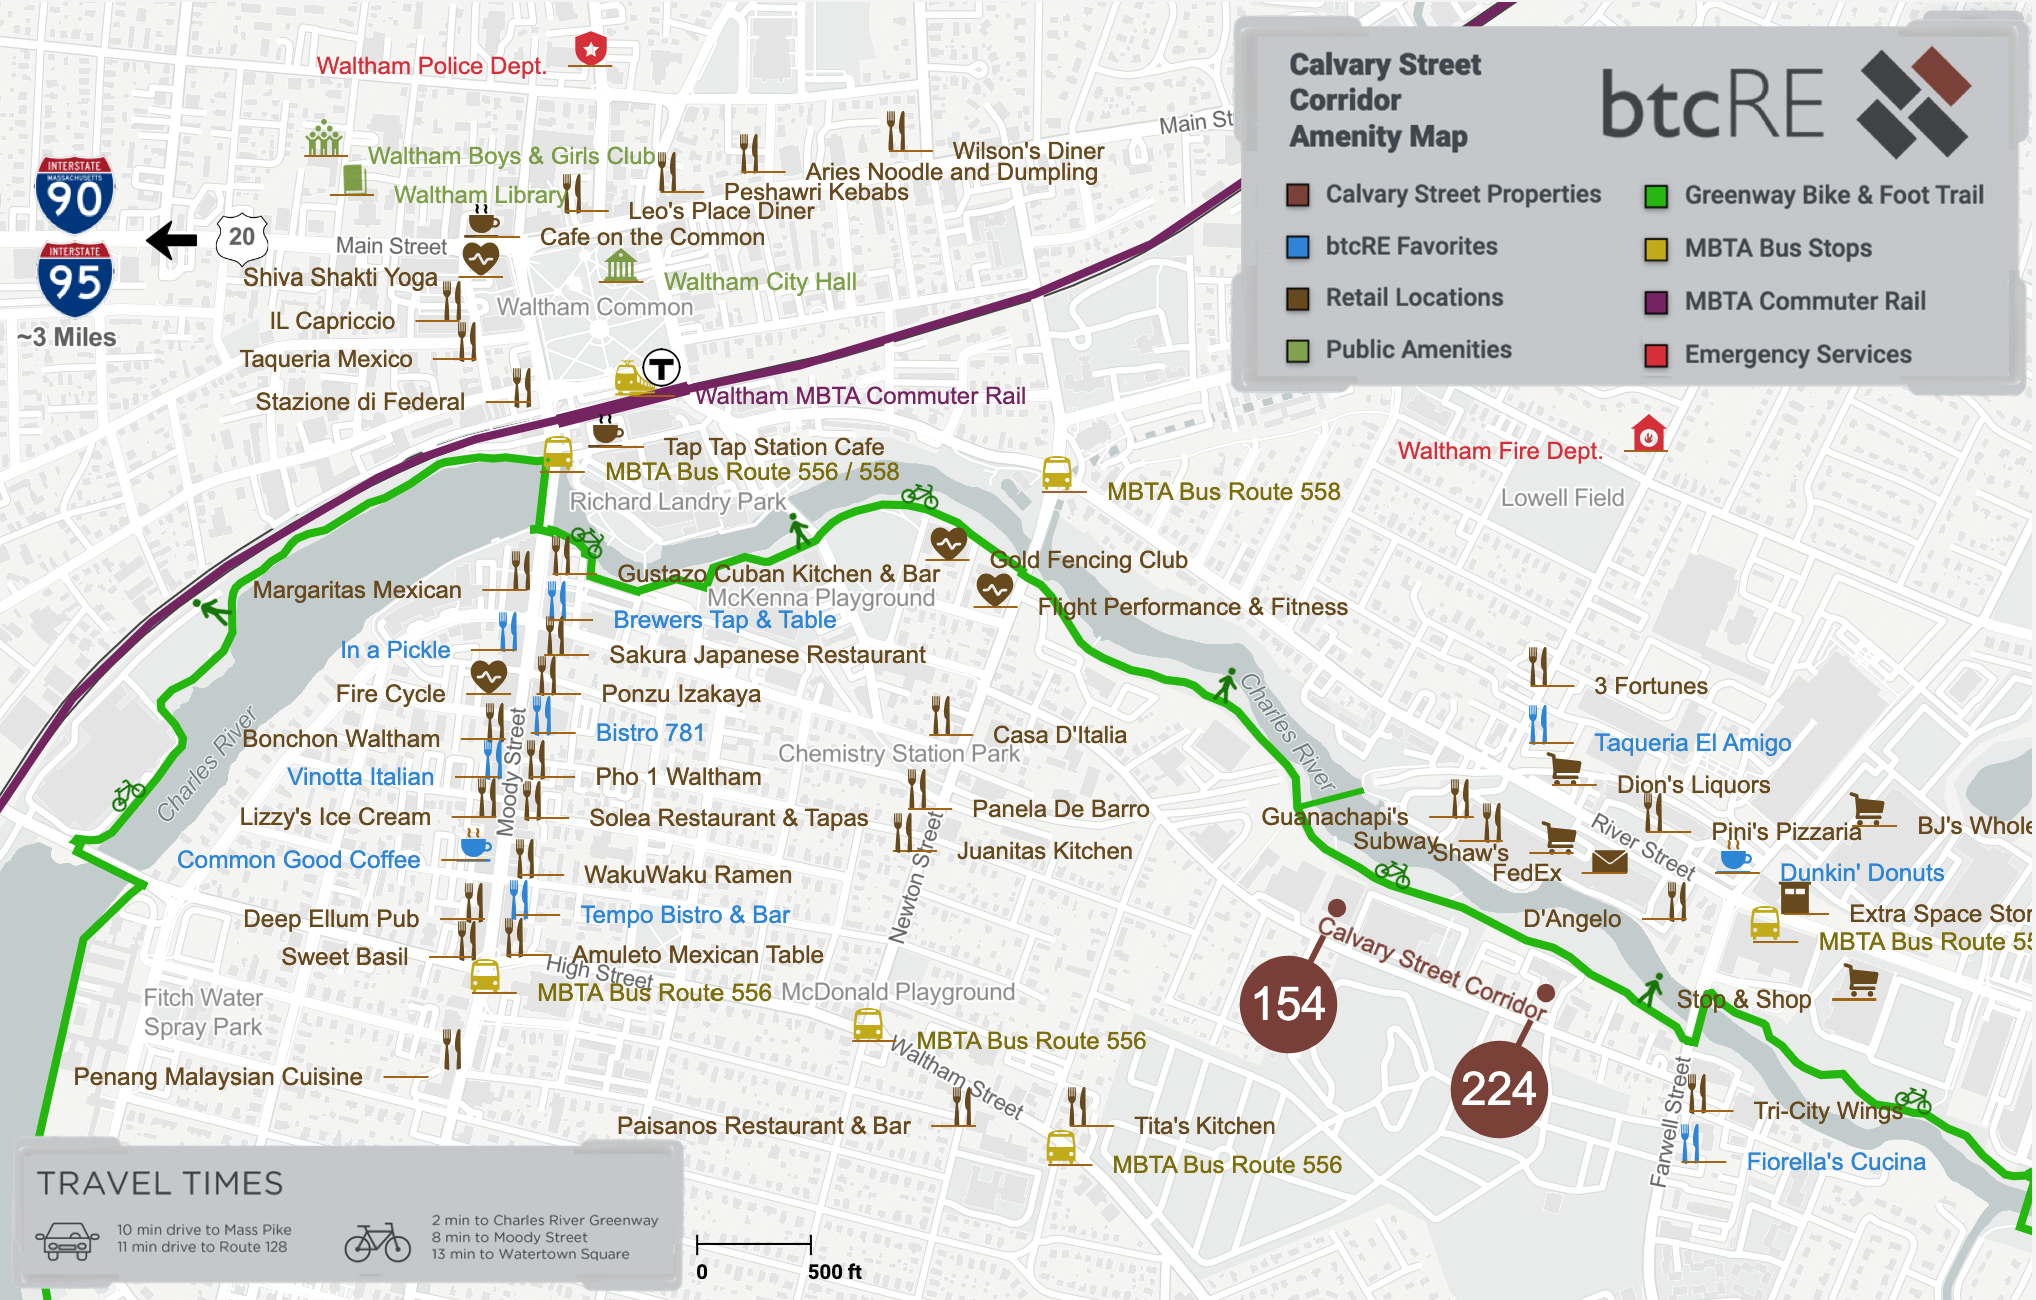 Waltham Police Dept.
Calvary Street
Corridor
Amenity Map
btcRE
Calvary Street Properties
btcRE Favorites
Retail Locations
Public Amenities
Greenway Bike & Foot Trail
MBTA Bus Stops
MBTA Commuter Rail
Emergency Services
Main St
INTERSTATE
MASSACHUSETTS
90
INTERSTATE
95
~3 Miles
20
Main Street
Waltham Boys & Girls Club
Waltham Library
Wilson's Diner
Aries Noodle and Dumpling
Peshawri Kebabs
Leo's Place Diner
Cafe on the Common
Shiva Shakti Yoga
Waltham City Hall
Waltham Common
IL Capriccio
Taqueria Mexico
Stazione di Federal
T
Waltham MBTA Commuter Rail
Tap Tap Station Cafe
MBTA Bus Route 556 / 558
Richard Landry Park
MBTA Bus Route 558
Waltham Fire Dept.
Lowell Field
Gold Fencing Club
Margaritas Mexican
Gustazo Cuban Kitchen & Bar
McKenna Playground
Flight Performance & Fitness
Brewers Tap & Table
In a Pickle
Sakura Japanese Restaurant
Fire Cycle
Ponzu Izakaya
3 Fortunes
Charles River
Charles River
Bonchon Waltham
Moody Street
Bistro 781
Casa D'Italia
Chemistry Station Park
Taqueria El Amigo
Vinotta Italian
Pho 1 Waltham
Dion's Liquors
Lizzy's Ice Cream
Solea Restaurant & Tapas
Panela De Barro
Guanachapi's
Subway
Shaw's
River Street
Pini's Pizzaria
BJ's Whole
Common Good Coffee
Juanitas Kitchen
Newton Street
FedEx
Dunkin' Donuts
WakuWaku Ramen
Deep Ellum Pub
Tempo Bistro & Bar
D'Angelo
Extra Space Stor
MBTA Bus Route 55
Sweet Basil
Amuleto Mexican Table
High Street
Calvary Street Corridor
MBTA Bus Route 556
McDonald Playground
154
Stop & Shop
Fitch Water
Spray Park
MBTA Bus Route 556
Waltham Street
224
Penang Malaysian Cuisine
Farwell Street
Paisanos Restaurant & Bar
Tita's Kitchen
Tri-City Wings
MBTA Bus Route 556
Fiorella's Cucina
TRAVEL TIMES
10 min drive to Mass Pike
11 min drive to Route 128
2 min to Charles River Greenway
8 min to Moody Street
13 min to Watertown Square
0 500 ft